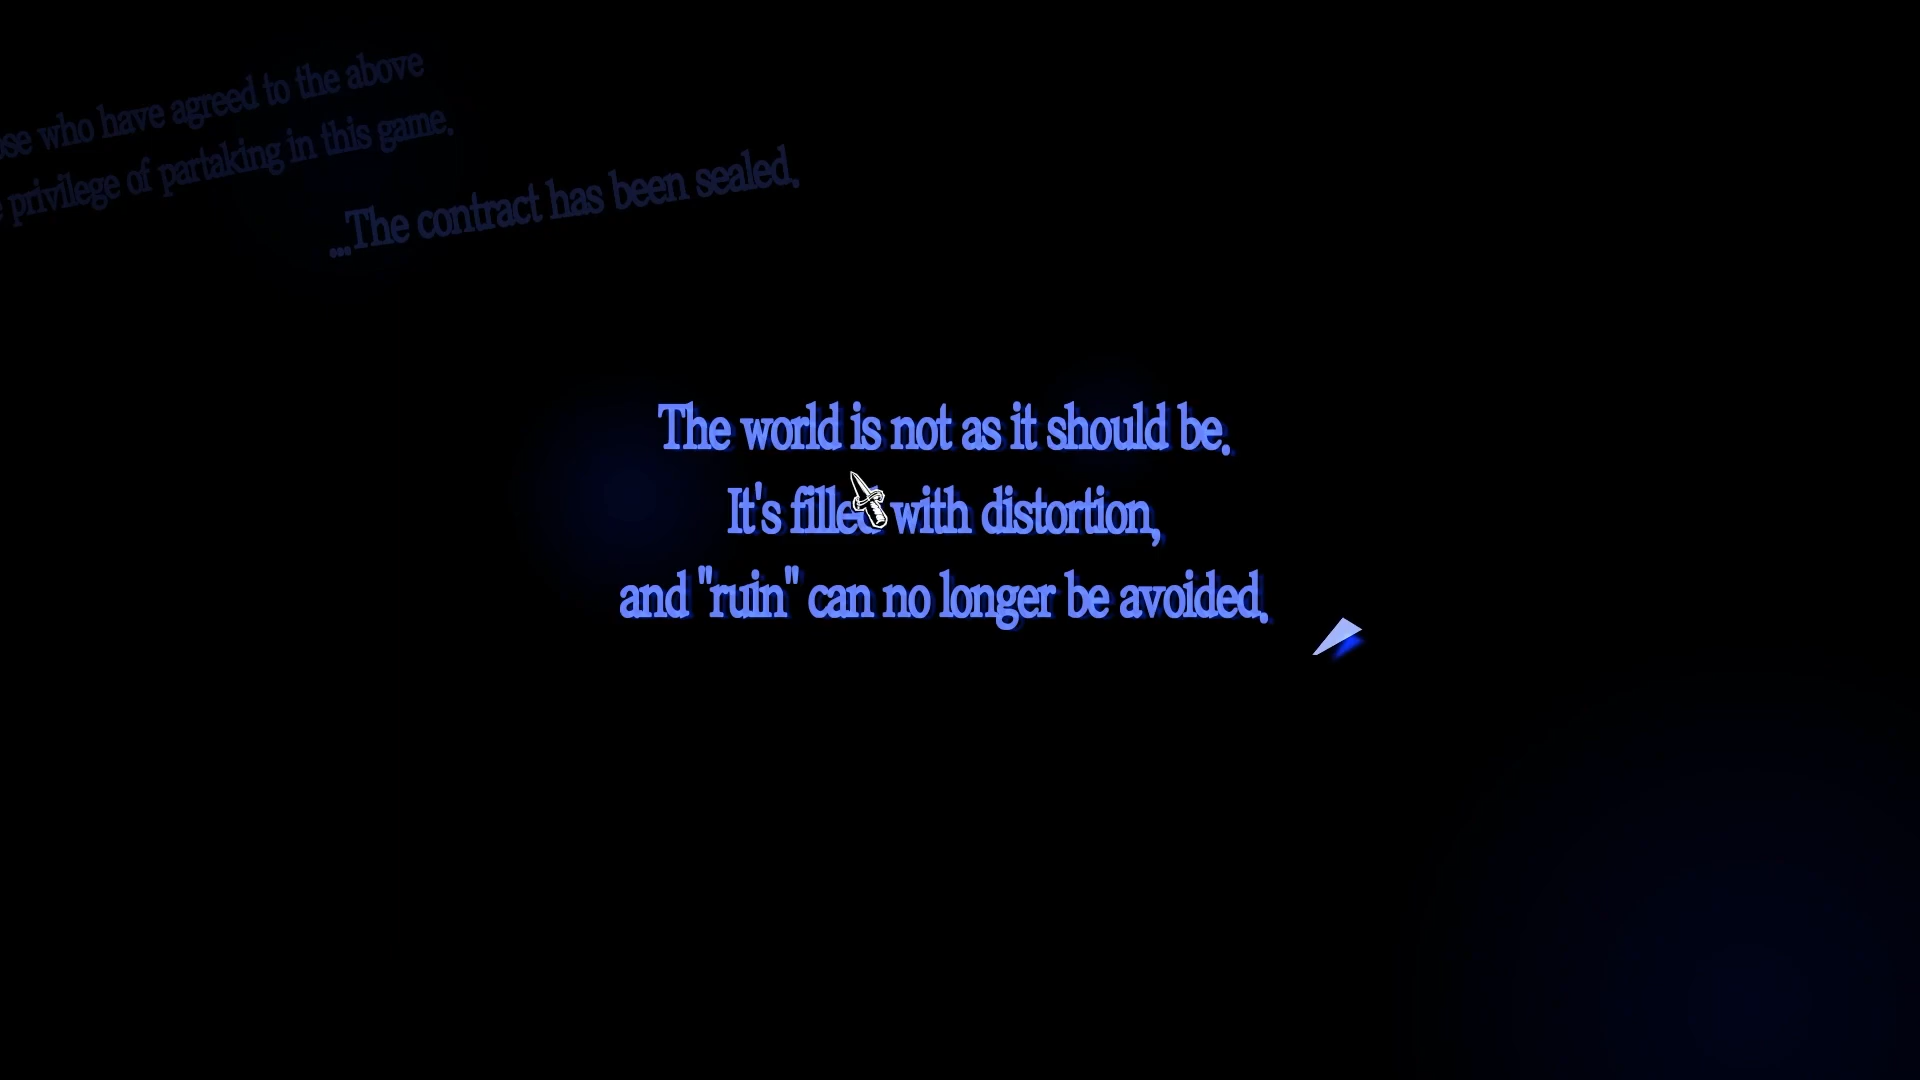 who have agreed to the above
privilege of partaking in this game.
...The contract has been sealed.
The world is not as it should be.
It's filled with distortion,
and "ruin" can no longer be avoided.